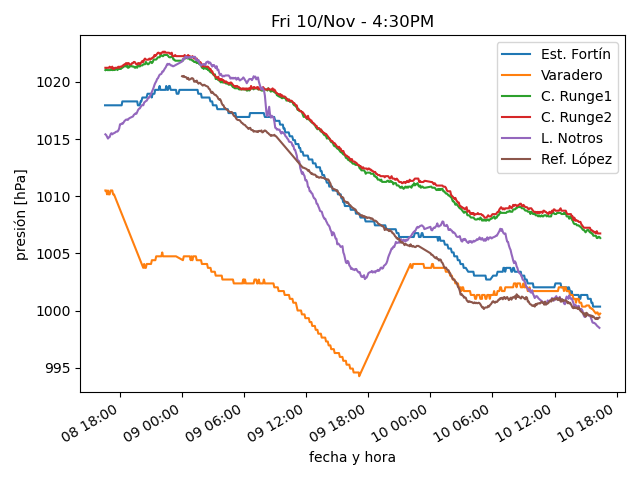 Fri 10/Nov - 4:30PM
Est. Fortín
Varadero
C. Runge1
C. Runge2
L. Notros
Ref. López
presión [hPa]
1020
1015
1010
1005
1000
995
08 18:00
09 00:00
09 06:00
09 12:00
09 18:00
10 00:00
10 06:00
10 12:00
10 18:00
fecha y hora